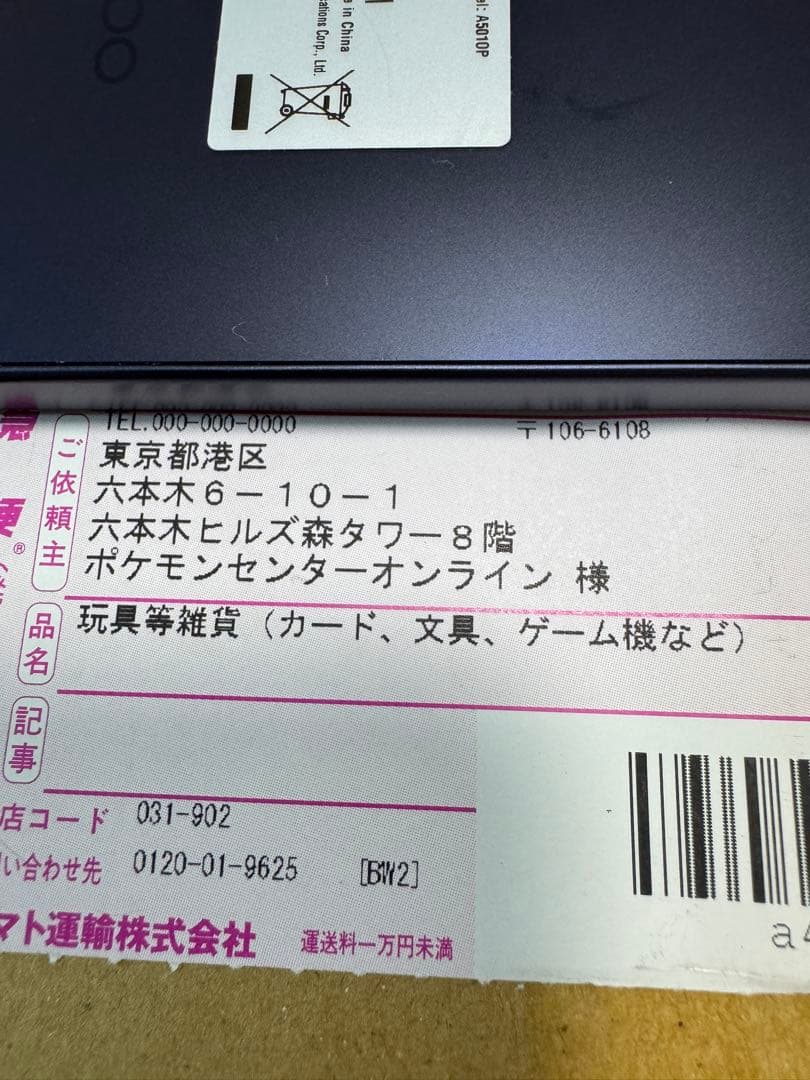 el: A5010P
e in China
ations Corp., Ltd.
TEL.000-000-0000
〒106-6108
ご依頼主
東京都港区
六本木6-10-1
六本木ヒルズ森タワー8階
ポケモンセンターオンライン 様
品名
玩具等雑貨（カード、文具、ゲーム機など）
記事
店コード 031-902
い合わせ先 0120-01-9625 [BW2]
マト運輸株式会社 運送料一万円未満
a4